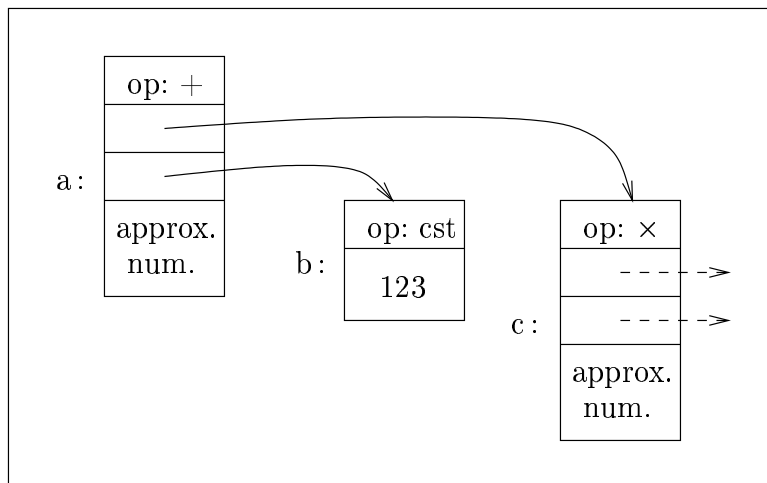 op: +
a:
approx.
num.
op: cst
b:
123
op: ×
c:
approx.
num.